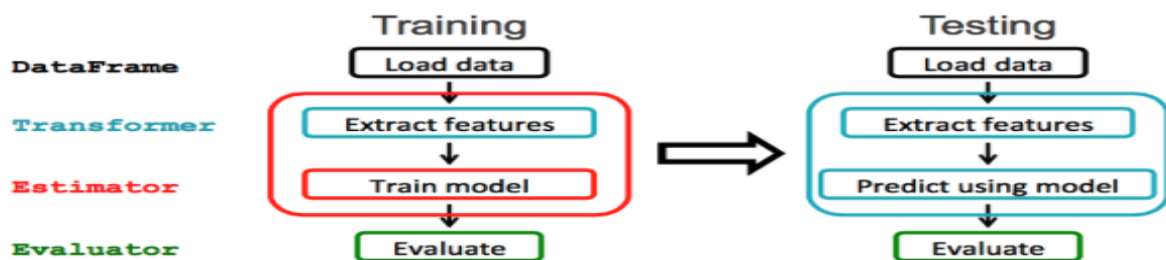 Training Testing
DataFrame Load data Load data
Transformer Extract features Extract features
Estimator Train model Predict using model
Evaluator Evaluate Evaluate